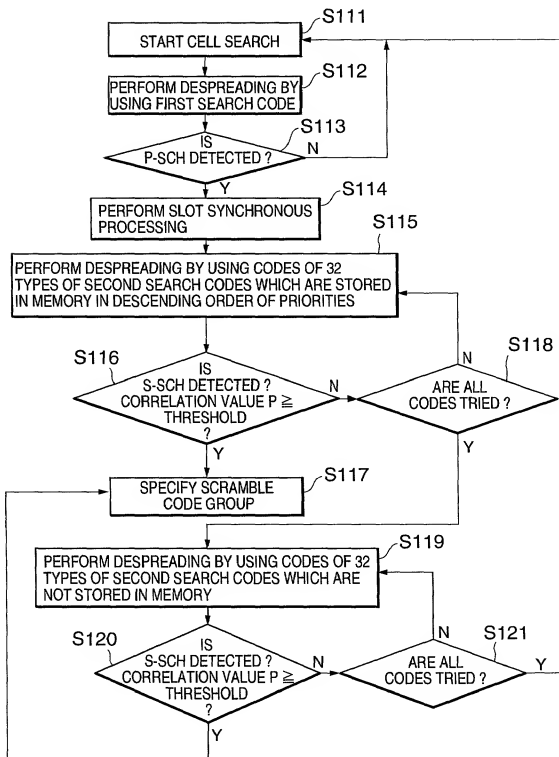 S111
START CELL SEARCH
S112
PERFORM DESPREADING BY
USING FIRST SEARCH CODE
S113
IS
P-SCH DETECTED ?
N
Y
S114
PERFORM SLOT SYNCHRONOUS
PROCESSING
S115
PERFORM DESPREADING BY USING CODES OF 32
TYPES OF SECOND SEARCH CODES WHICH ARE STORED
IN MEMORY IN DESCENDING ORDER OF PRIORITIES
S116
IS
S-SCH DETECTED ?
CORRELATION VALUE P ≧
THRESHOLD
?
N
Y
S118
N
ARE ALL
CODES TRIED ?
Y
S117
SPECIFY SCRAMBLE
CODE GROUP
S119
PERFORM DESPREADING BY USING CODES OF 32
TYPES OF SECOND SEARCH CODES WHICH ARE
NOT STORED IN MEMORY
S120
IS
S-SCH DETECTED ?
CORRELATION VALUE P ≧
THRESHOLD
?
N
Y
S121
N
ARE ALL
CODES TRIED ?
Y